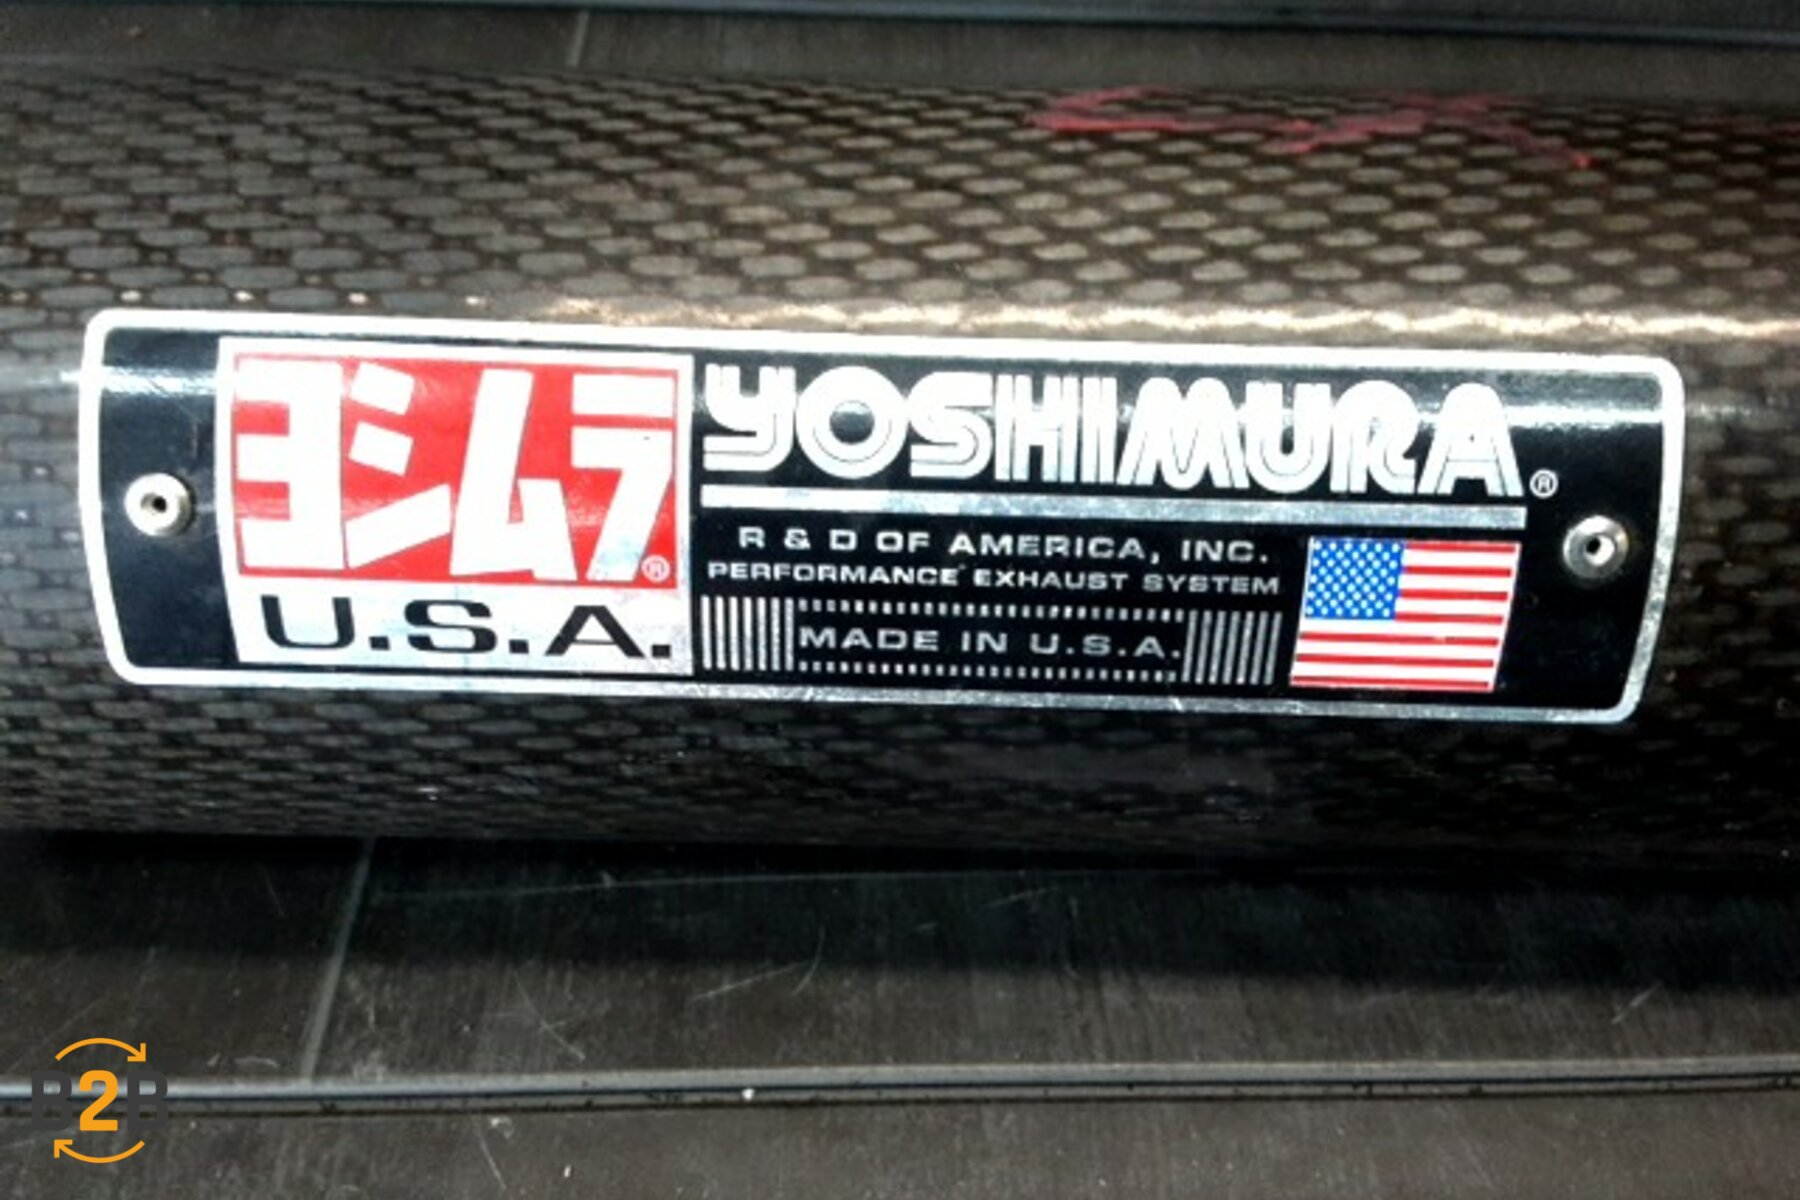 ヨシムラ®
U.S.A.
YOSHIMURA®
R & D OF AMERICA, INC.
PERFORMANCE EXHAUST SYSTEM
MADE IN U.S.A.
B2B